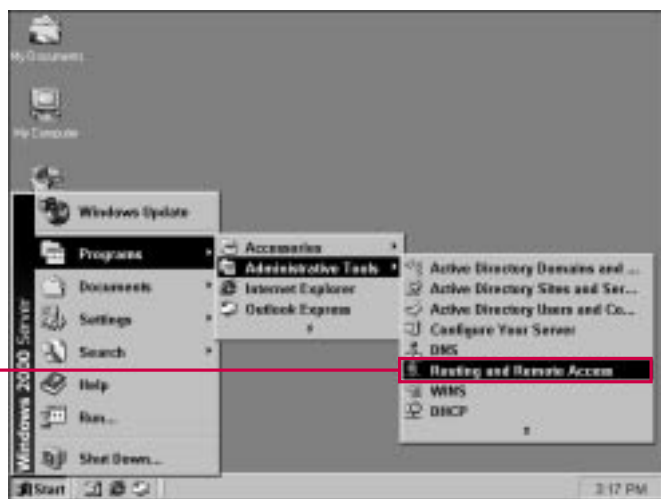 My Documents
My Computer
Windows 2000 Server
Windows Update
Programs
Documents
Settings
Search
Help
Run...
Shut Down...
Accessories
Administrative Tools
Internet Explorer
Outlook Express
Active Directory Domains and ...
Active Directory Sites and Ser...
Active Directory Users and Co...
Configure Your Server
DNS
Routing and Remote Access
WINS
DHCP
Start
3:17 PM